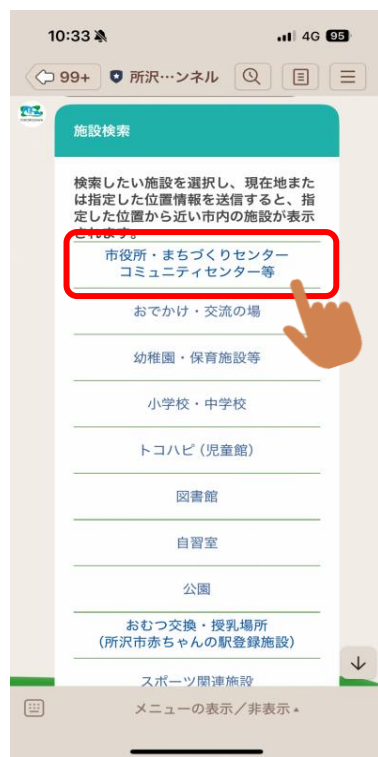 10:33
4G 95
99+ 所沢…ンネル
施設検索
検索したい施設を選択し、現在地また
は指定した位置情報を送信すると、指
定した位置から近い市内の施設が表示
されます。
市役所・まちづくりセンター
コミュニティセンター等
おでかけ・交流の場
幼稚園・保育施設等
小学校・中学校
トコハピ（児童館）
図書館
自習室
公園
おむつ交換・授乳場所
（所沢市赤ちゃんの駅登録施設）
スポーツ関連施設
メニューの表示／非表示